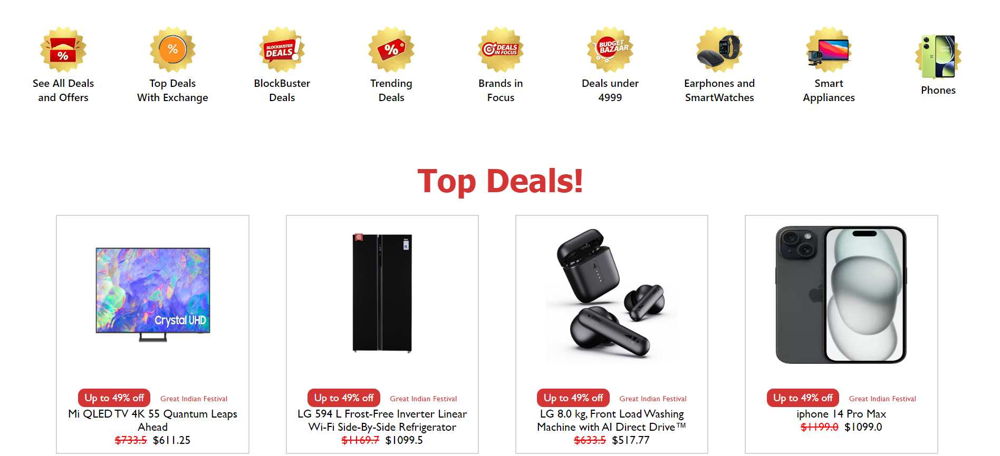 %
%
BLOCKBUSTER
DEALS!
%
DEALS
IN FOCUS
BUDGET
BAZAAR
Never
Settle
See All Deals
and Offers
Top Deals
With Exchange
BlockBuster
Deals
Trending
Deals
Brands in
Focus
Deals under
4999
Earphones and
SmartWatches
Smart
Appliances
Phones
Top Deals!
Crystal UHD
Up to 49% off Great Indian Festival
Mi QLED TV 4K 55 Quantum Leaps
Ahead
$733.5 $611.25
Up to 49% off Great Indian Festival
LG 594 L Frost-Free Inverter Linear
Wi-Fi Side-By-Side Refrigerator
$1169.7 $1099.5
Up to 49% off Great Indian Festival
LG 8.0 kg, Front Load Washing
Machine with AI Direct Drive™
$633.5 $517.77
Up to 49% off Great Indian Festival
iphone 14 Pro Max
$1199.0 $1099.0